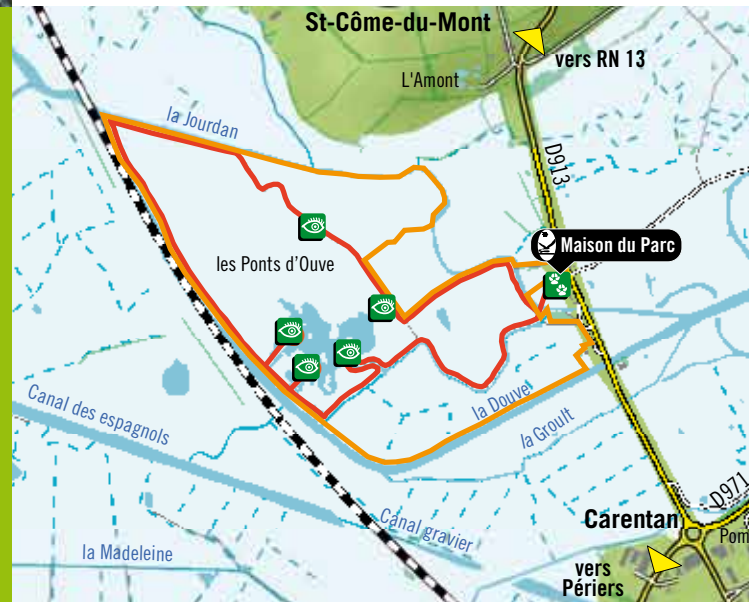 St-Côme-du-Mont
vers RN 13
L'Amont
la Jourdan
D913
Maison du Parc
les Ponts d'Ouve
Canal des espagnols
la Douve
la Groult
D971
Canal gravier
Carentan
Pom
la Madeleine
vers
Périers